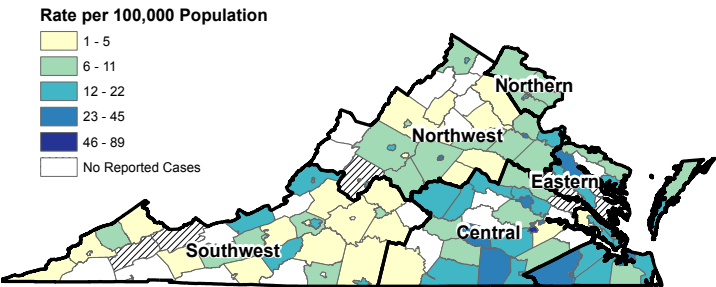 Rate per 100,000 Population
1 - 5
6 - 11
12 - 22
23 - 45
46 - 89
No Reported Cases
Northern
Northwest
Eastern
Central
Southwest